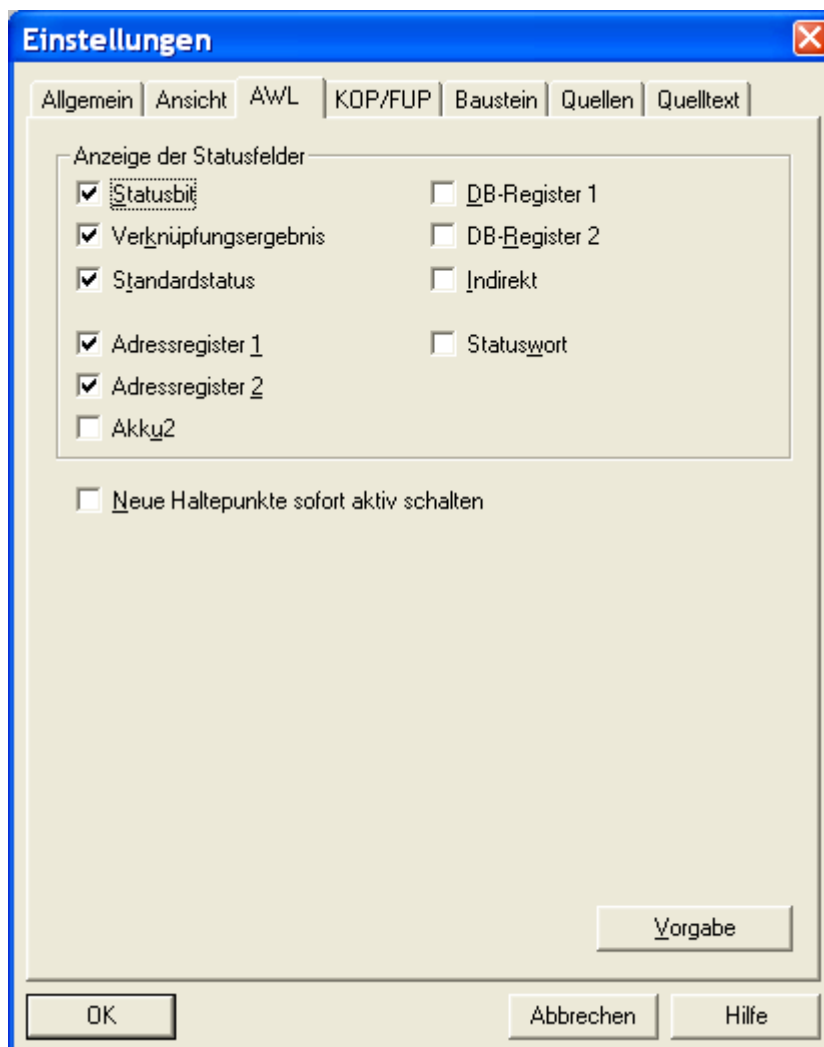 Einstellungen
Allgemein Ansicht AWL KOP/FUP Baustein Quellen Quelltext
Anzeige der Statusfelder
Statusbit DB-Register 1
Verknüpfungsergebnis DB-Register 2
Standardstatus Indirekt
Adressregister 1 Statuswort
Adressregister 2
Akku2
Neue Haltepunkte sofort aktiv schalten
Vorgabe
OK Abbrechen Hilfe